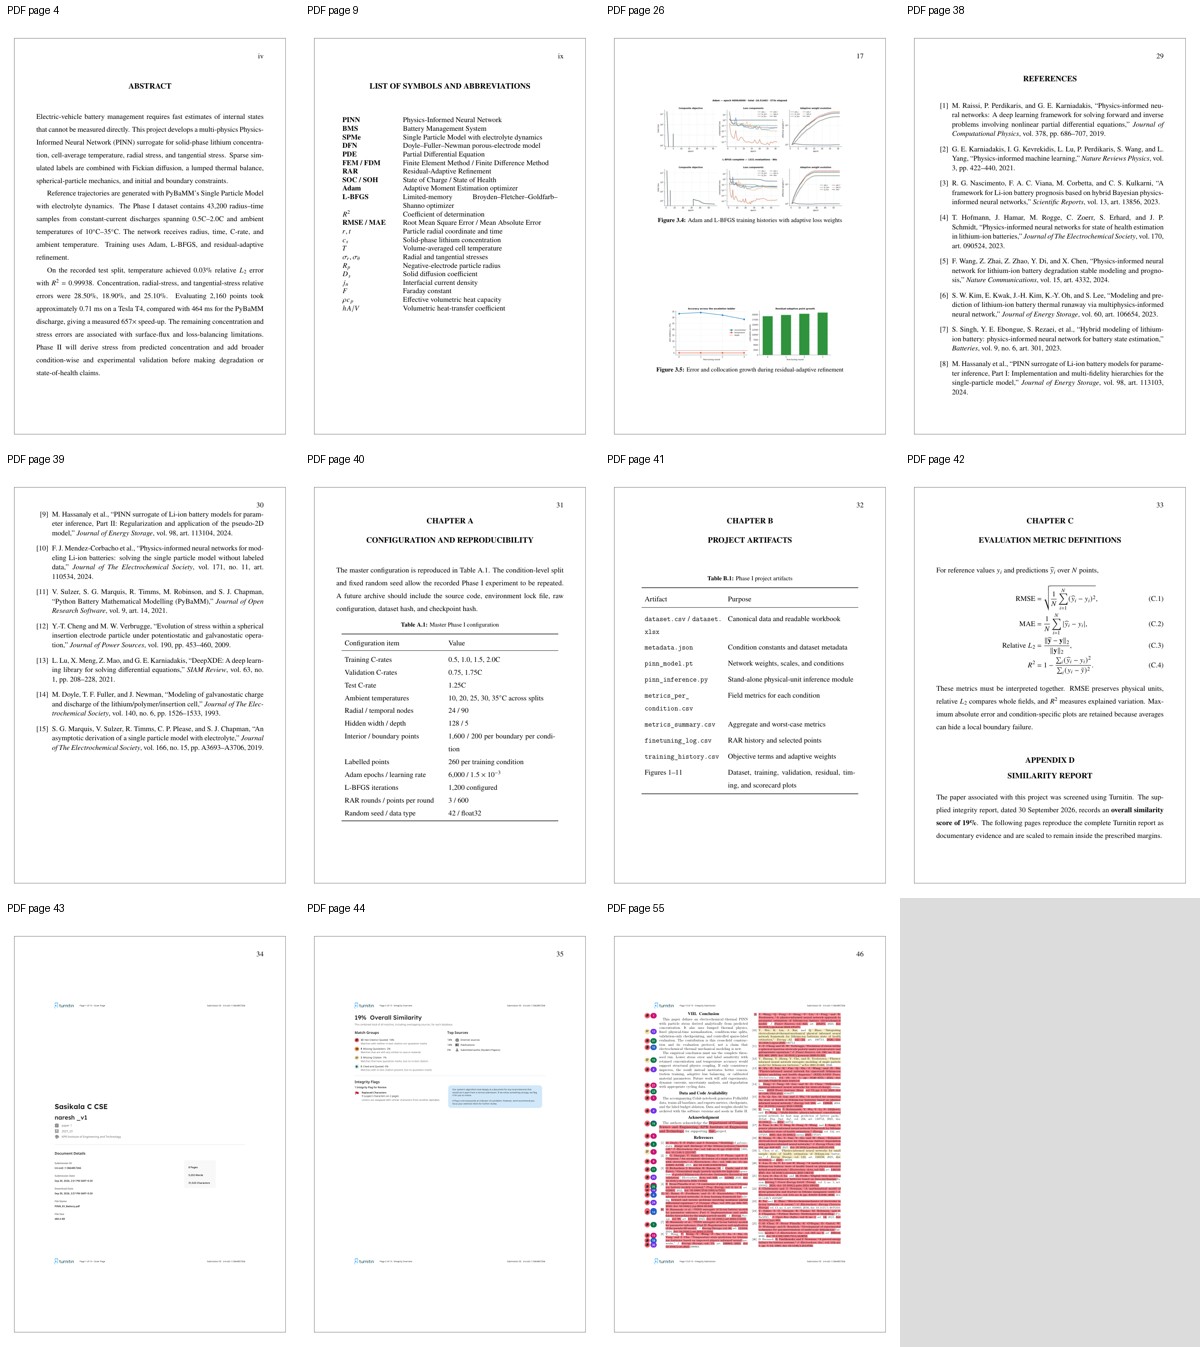 PDF page 4
iv
ABSTRACT
Electric-vehicle battery management requires fast estimates of internal states
that cannot be measured directly. This project develops a multi-physics Physics-
Informed Neural Network (PINN) surrogate for solid-phase lithium concentra-
tion, cell-average temperature, radial stress, and tangential stress. Sparse sim-
ulated labels are combined with Fickian diffusion, a lumped thermal balance,
spherical-particle mechanics, and initial and boundary constraints.
Reference trajectories are generated with PyBaMM's Single Particle Model
with electrolyte dynamics. The Phase I dataset contains 43,200 radius–time
samples from constant-current discharges spanning 0.5C–2.0C and ambient
temperatures of 10°C–35°C. The network receives radius, time, C-rate, and
ambient temperature. Training uses Adam, L-BFGS, and residual-adaptive
refinement.
On the recorded test split, temperature achieved 0.03% relative L2 error
with R² = 0.99938. Concentration, radial-stress, and tangential-stress relative
errors were 28.50%, 18.90%, and 25.10%. Evaluating 2,160 points took
approximately 0.71 ms on a Tesla T4, compared with 464 ms for the PyBaMM
discharge, giving a measured 657× speed-up. The remaining concentration and
stress errors are associated with surface-flux and loss-balancing limitations.
Phase II will derive stress from predicted concentration and add broader
condition-wise and experimental validation before making degradation or
state-of-health claims.
PDF page 9
ix
LIST OF SYMBOLS AND ABBREVIATIONS
PINN Physics-Informed Neural Network
BMS Battery Management System
SPMe Single Particle Model with electrolyte dynamics
DFN Doyle–Fuller–Newman porous-electrode model
PDE Partial Differential Equation
FEM / FDM Finite Element Method / Finite Difference Method
RAR Residual-Adaptive Refinement
SOC / SOH State of Charge / State of Health
Adam Adaptive Moment Estimation optimizer
L-BFGS Limited-memory Broyden–Fletcher–Goldfarb–
Shanno optimizer
R² Coefficient of determination
RMSE / MAE Root Mean Square Error / Mean Absolute Error
r, t Particle radial coordinate and time
cs Solid-phase lithium concentration
T Volume-averaged cell temperature
σr, σθ Radial and tangential stresses
Rp Negative-electrode particle radius
Ds Solid diffusion coefficient
jn Interfacial current density
F Faraday constant
ρcp Effective volumetric heat capacity
hA/V Volumetric heat-transfer coefficient
PDF page 26
17
Figure 3.4: Adam and L-BFGS training histories with adaptive loss weights
Figure 3.5: Error and collocation growth during residual-adaptive refinement
PDF page 38
29
REFERENCES
[1] M. Raissi, P. Perdikaris, and G. E. Karniadakis, “Physics-informed neu-
ral networks: A deep learning framework for solving forward and inverse
problems involving nonlinear partial differential equations,” Journal of
Computational Physics, vol. 378, pp. 686–707, 2019.
[2] G. E. Karniadakis, I. G. Kevrekidis, L. Lu, P. Perdikaris, S. Wang, and L.
Yang, “Physics-informed machine learning,” Nature Reviews Physics, vol.
3, pp. 422–440, 2021.
[3] R. G. Nascimento, F. A. C. Viana, M. Corbetta, and C. S. Kulkarni, “A
framework for Li-ion battery prognosis based on hybrid Bayesian physics-
informed neural networks,” Scientific Reports, vol. 13, art. 13856, 2023.
[4] T. Hofmann, J. Hamar, M. Rogge, C. Zoerr, S. Erhard, and J. P.
Schmidt, “Physics-informed neural networks for state of health estimation
in lithium-ion batteries,” Journal of The Electrochemical Society, vol. 170,
art. 090524, 2023.
[5] F. Wang, Z. Zhai, Z. Zhao, Y. Di, and X. Chen, “Physics-informed neural
network for lithium-ion battery degradation stable modeling and progno-
sis,” Nature Communications, vol. 15, art. 4332, 2024.
[6] S. W. Kim, E. Kwak, J.-H. Kim, K.-Y. Oh, and S. Lee, “Modeling and pre-
diction of lithium-ion battery thermal runaway via multiphysics-informed
neural network,” Journal of Energy Storage, vol. 60, art. 106654, 2023.
[7] S. Singh, Y. E. Ebongue, S. Rezaei, et al., “Hybrid modeling of lithium-
ion battery: physics-informed neural network for battery state estimation,”
Batteries, vol. 9, no. 6, art. 301, 2023.
[8] M. Hassanaly et al., “PINN surrogate of Li-ion battery models for parame-
ter inference, Part I: Implementation and multi-fidelity hierarchies for the
single-particle model,” Journal of Energy Storage, vol. 98, art. 113103,
2024.
PDF page 39
30
[9] M. Hassanaly et al., “PINN surrogate of Li-ion battery models for param-
eter inference, Part II: Regularization and application of the pseudo-2D
model,” Journal of Energy Storage, vol. 98, art. 113104, 2024.
[10] F. J. Mendez-Corbacho et al., “Physics-informed neural networks for mod-
eling Li-ion batteries: solving the single particle model without labeled
data,” Journal of The Electrochemical Society, vol. 171, no. 11, art.
110534, 2024.
[11] V. Sulzer, S. G. Marquis, R. Timms, M. Robinson, and S. J. Chapman,
“Python Battery Mathematical Modelling (PyBaMM),” Journal of Open
Research Software, vol. 9, art. 14, 2021.
[12] Y.-T. Cheng and M. W. Verbrugge, “Evolution of stress within a spherical
insertion electrode particle under potentiostatic and galvanostatic opera-
tion,” Journal of Power Sources, vol. 190, pp. 453–460, 2009.
[13] L. Lu, X. Meng, Z. Mao, and G. E. Karniadakis, “DeepXDE: A deep learn-
ing library for solving differential equations,” SIAM Review, vol. 63, no.
1, pp. 208–228, 2021.
[14] M. Doyle, T. F. Fuller, and J. Newman, “Modeling of galvanostatic charge
and discharge of the lithium/polymer/insertion cell,” Journal of The Elec-
trochemical Society, vol. 140, no. 6, pp. 1526–1533, 1993.
[15] S. G. Marquis, V. Sulzer, R. Timms, C. P. Please, and S. J. Chapman, “An
asymptotic derivation of a single particle model with electrolyte,” Journal
of The Electrochemical Society, vol. 166, no. 15, pp. A3693–A3706, 2019.
PDF page 40
31
CHAPTER A
CONFIGURATION AND REPRODUCIBILITY
The master configuration is reproduced in Table A.1. The condition-level split
and fixed random seed allow the recorded Phase I experiment to be repeated.
A future archive should include the source code, environment lock file, raw
configuration, dataset hash, and checkpoint hash.
Table A.1: Master Phase I configuration
Configuration item Value
Training C-rates 0.5, 1.0, 1.5, 2.0C
Validation C-rates 0.75, 1.75C
Test C-rate 1.25C
Ambient temperatures 10, 20, 25, 30, 35°C across splits
Radial / temporal nodes 24 / 90
Hidden width / depth 128 / 5
Interior / boundary points 1,600 / 200 per boundary per condi-
tion
Labelled points 260 per training condition
Adam epochs / learning rate 6,000 / 1.5 × 10⁻³
L-BFGS iterations 1,200 configured
RAR rounds / points per round 3 / 600
Random seed / data type 42 / float32
PDF page 41
32
CHAPTER B
PROJECT ARTIFACTS
Table B.1: Phase I project artifacts
Artifact Purpose
dataset.csv / dataset. Canonical data and readable workbook
xlsx
metadata.json Condition constants and dataset metadata
pinn_model.pt Network weights, scales, and conditions
pinn_inference.py Stand-alone physical-unit inference module
metrics_per_ Field metrics for each condition
condition.csv
metrics_summary.csv Aggregate and worst-case metrics
finetuning_log.csv RAR history and selected points
training_history.csv Objective terms and adaptive weights
Figures 1–11 Dataset, training, validation, residual, tim-
ing, and scorecard plots
PDF page 42
33
CHAPTER C
EVALUATION METRIC DEFINITIONS
For reference values yi and predictions ŷi over N points,
RMSE = √(1/N ∑ᵢ₌₁ᴺ (ŷi − yi)²), (C.1)
MAE = 1/N ∑ᵢ₌₁ᴺ |ŷi − yi|, (C.2)
Relative L2 = ||ŷ − y||2 / ||y||2, (C.3)
R² = 1 − ∑i(ŷi − yi)² / ∑i(yi − ȳ)². (C.4)
These metrics must be interpreted together. RMSE preserves physical units,
relative L2 compares whole fields, and R² measures explained variation. Max-
imum absolute error and condition-specific plots are retained because averages
can hide a local boundary failure.
APPENDIX D
SIMILARITY REPORT
The paper associated with this project was screened using Turnitin. The sup-
plied integrity report, dated 30 September 2026, records an overall similarity
score of 19%. The following pages reproduce the complete Turnitin report as
documentary evidence and are scaled to remain inside the prescribed margins.
PDF page 43
34
turnitin
Sasikala C CSE
naresh _v1
Document Details
turnitin
PDF page 44
35
turnitin
19% Overall Similarity
Match Groups
Top Sources
Integrity Flags
turnitin
PDF page 55
46
turnitin
VIII. Conclusion
Data and Code Availability
Acknowledgment
References
turnitin